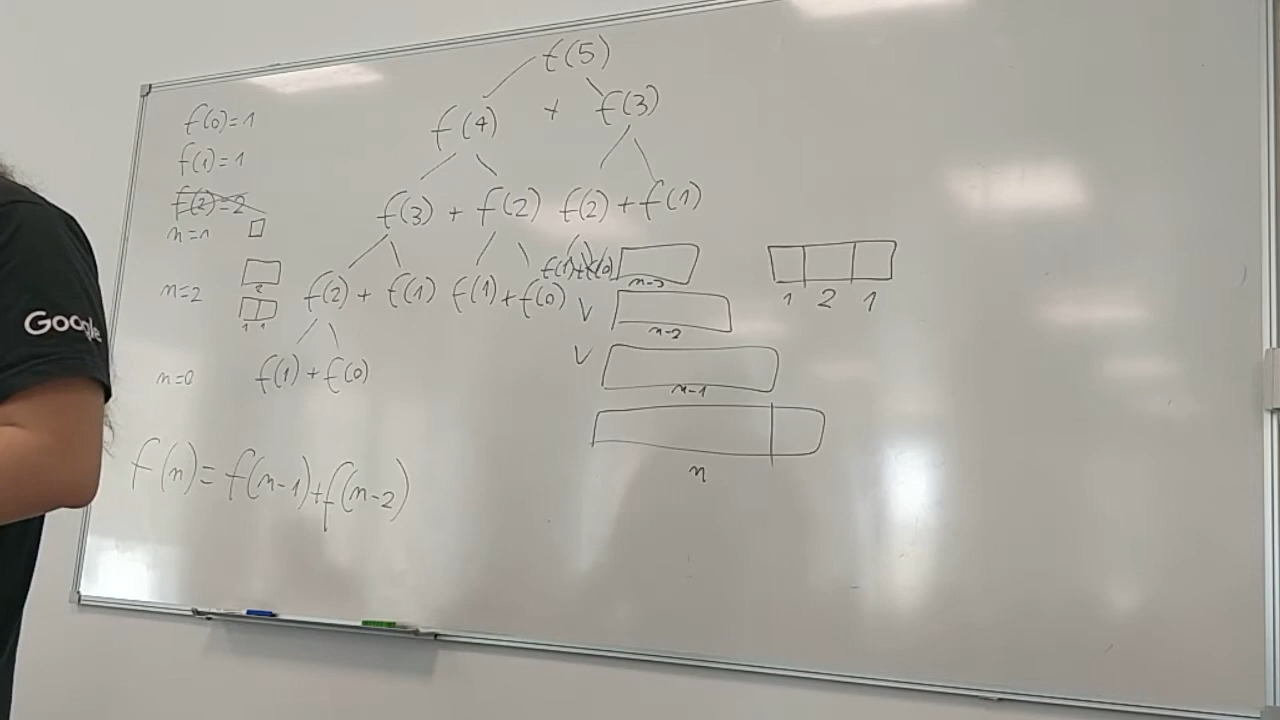 f(5)
f(4) + f(3)
f(3) + f(2) f(2) + f(1)
f(1)+f(0)
f(2) + f(1) f(1) + f(0)
f(1) + f(0)
f(0)=1
f(1)=1
f(2)=2
n=1
n=2
2
1 1
n=0
f(n)=f(n-1)+f(n-2)
n-3
V
n-2
V
n-1
n
1 2 1
Google